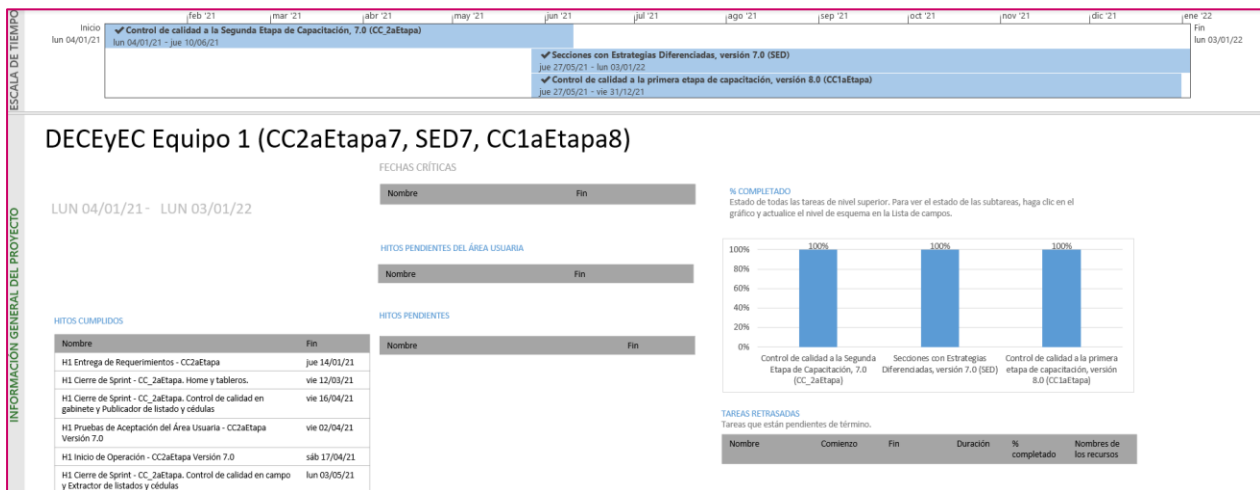 feb '21 mar '21 abr '21 may '21 jun '21 jul '21 ago '21 sep '21 oct '21 nov '21 dic '21 ene '22
ESCALA DE TIEMPO
Inicio
lun 04/01/21
✔Control de calidad a la Segunda Etapa de Capacitación, 7.0 (CC_2aEtapa)
lun 04/01/21 - jue 10/06/21
✔Secciones con Estrategias Diferenciadas, versión 7.0 (SED)
jue 27/05/21 - lun 03/01/22
✔Control de calidad a la primera etapa de capacitación, versión 8.0 (CC1aEtapa)
jue 27/05/21 - vie 31/12/21
Fin
lun 03/01/22
INFORMACIÓN GENERAL DEL PROYECTO
DECEyEC Equipo 1 (CC2aEtapa7, SED7, CC1aEtapa8)
LUN 04/01/21 - LUN 03/01/22
HITOS CUMPLIDOS
Nombre Fin
H1 Entrega de Requerimientos - CC2aEtapa jue 14/01/21
H1 Cierre de Sprint - CC_2aEtapa. Home y tableros. vie 12/03/21
H1 Cierre de Sprint - CC_2aEtapa. Control de calidad en vie 16/04/21
gabinete y Publicador de listado y cédulas
H1 Pruebas de Aceptación del Área Usuaria - CC2aEtapa vie 02/04/21
Versión 7.0
H1 Inicio de Operación - CC2aEtapa Versión 7.0 sáb 17/04/21
H1 Cierre de Sprint - CC_2aEtapa. Control de calidad en campo lun 03/05/21
y Extractor de listados y cédulas
FECHAS CRÍTICAS
Nombre Fin
HITOS PENDIENTES DEL ÁREA USUARIA
Nombre Fin
HITOS PENDIENTES
Nombre Fin
% COMPLETADO
Estado de todas las tareas de nivel superior. Para ver el estado de las subtareas, haga clic en el
gráfico y actualice el nivel de esquema en la Lista de campos.
100% 100% 100%
100%
80%
60%
40%
20%
0%
Control de calidad a la Segunda
Etapa de Capacitación, 7.0
(CC_2aEtapa)
Secciones con Estrategias
Diferenciadas, versión 7.0 (SED)
Control de calidad a la primera
etapa de capacitación, versión
8.0 (CC1aEtapa)
TAREAS RETRASADAS
Tareas que están pendientes de término.
Nombre Comienzo Fin Duración % completado Nombres de los recursos